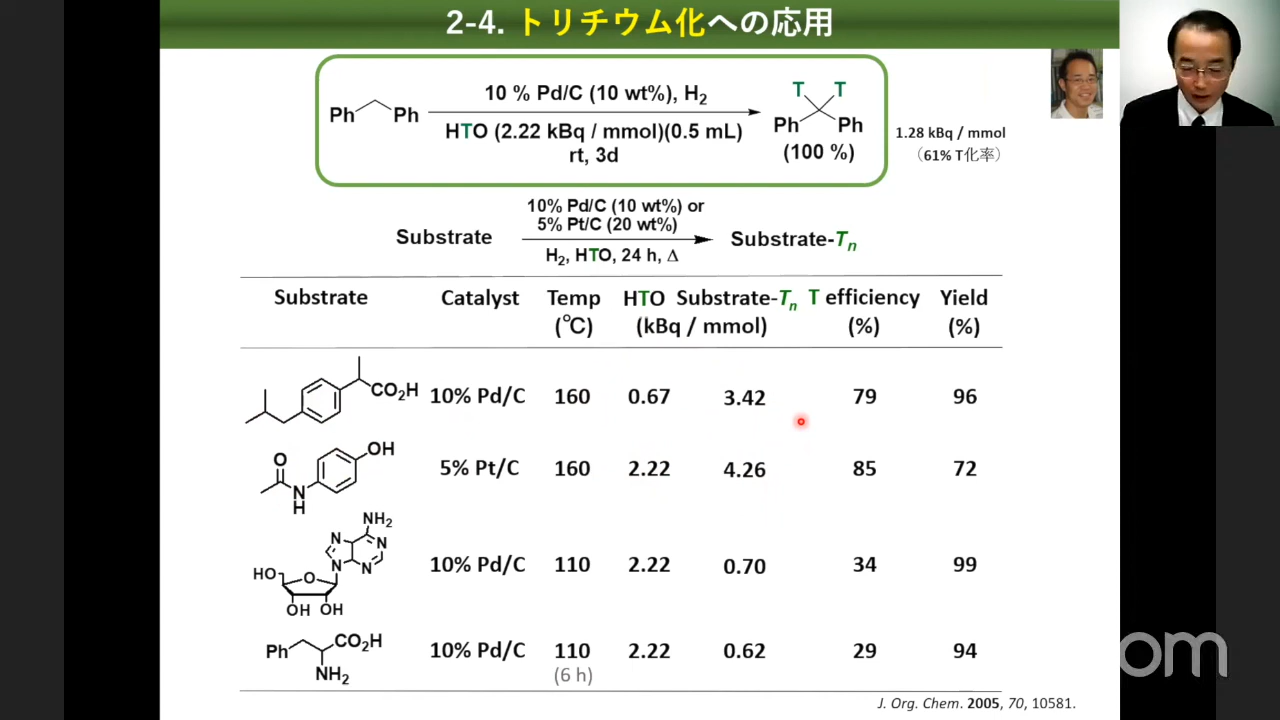 2-4. トリチウム化への応用
10 % Pd/C (10 wt%), H2
HTO (2.22 kBq / mmol)(0.5 mL)
rt, 3d
Ph Ph
T T
Ph Ph
(100 %)
1.28 kBq / mmol
（61% T化率）
10% Pd/C (10 wt%) or
5% Pt/C (20 wt%)
Substrate
H2, HTO, 24 h, Δ
Substrate-Tn
Substrate Catalyst Temp HTO Substrate-Tn T efficiency Yield
(℃) (kBq / mmol) (%) (%)
CO2H
10% Pd/C 160 0.67 3.42 79 96
O OH
N
H
5% Pt/C 160 2.22 4.26 85 72
NH2
N N
N N
HO O
OH OH
10% Pd/C 110 2.22 0.70 34 99
Ph CO2H
NH2
10% Pd/C 110 2.22 0.62 29 94
(6 h)
J. Org. Chem. 2005, 70, 10581.
om